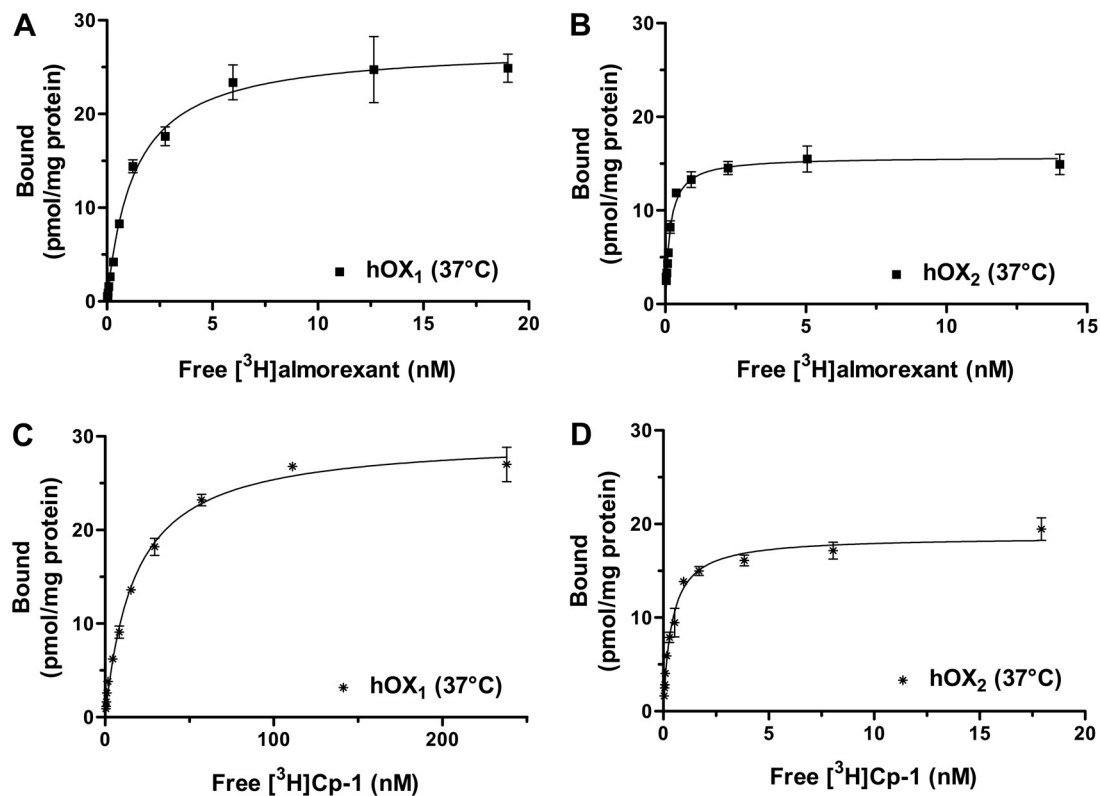 A
30
20
10
0
Bound
(pmol/mg protein)
hOX₁ (37°C)
0 5 10 15 20
Free [³H]almorexant (nM)
B
30
20
10
0
Bound
(pmol/mg protein)
hOX₂ (37°C)
0 5 10 15
Free [³H]almorexant (nM)
C
30
20
10
0
Bound
(pmol/mg protein)
hOX₁ (37°C)
0 100 200
Free [³H]Cp-1 (nM)
D
30
20
10
0
Bound
(pmol/mg protein)
hOX₂ (37°C)
0 5 10 15 20
Free [³H]Cp-1 (nM)